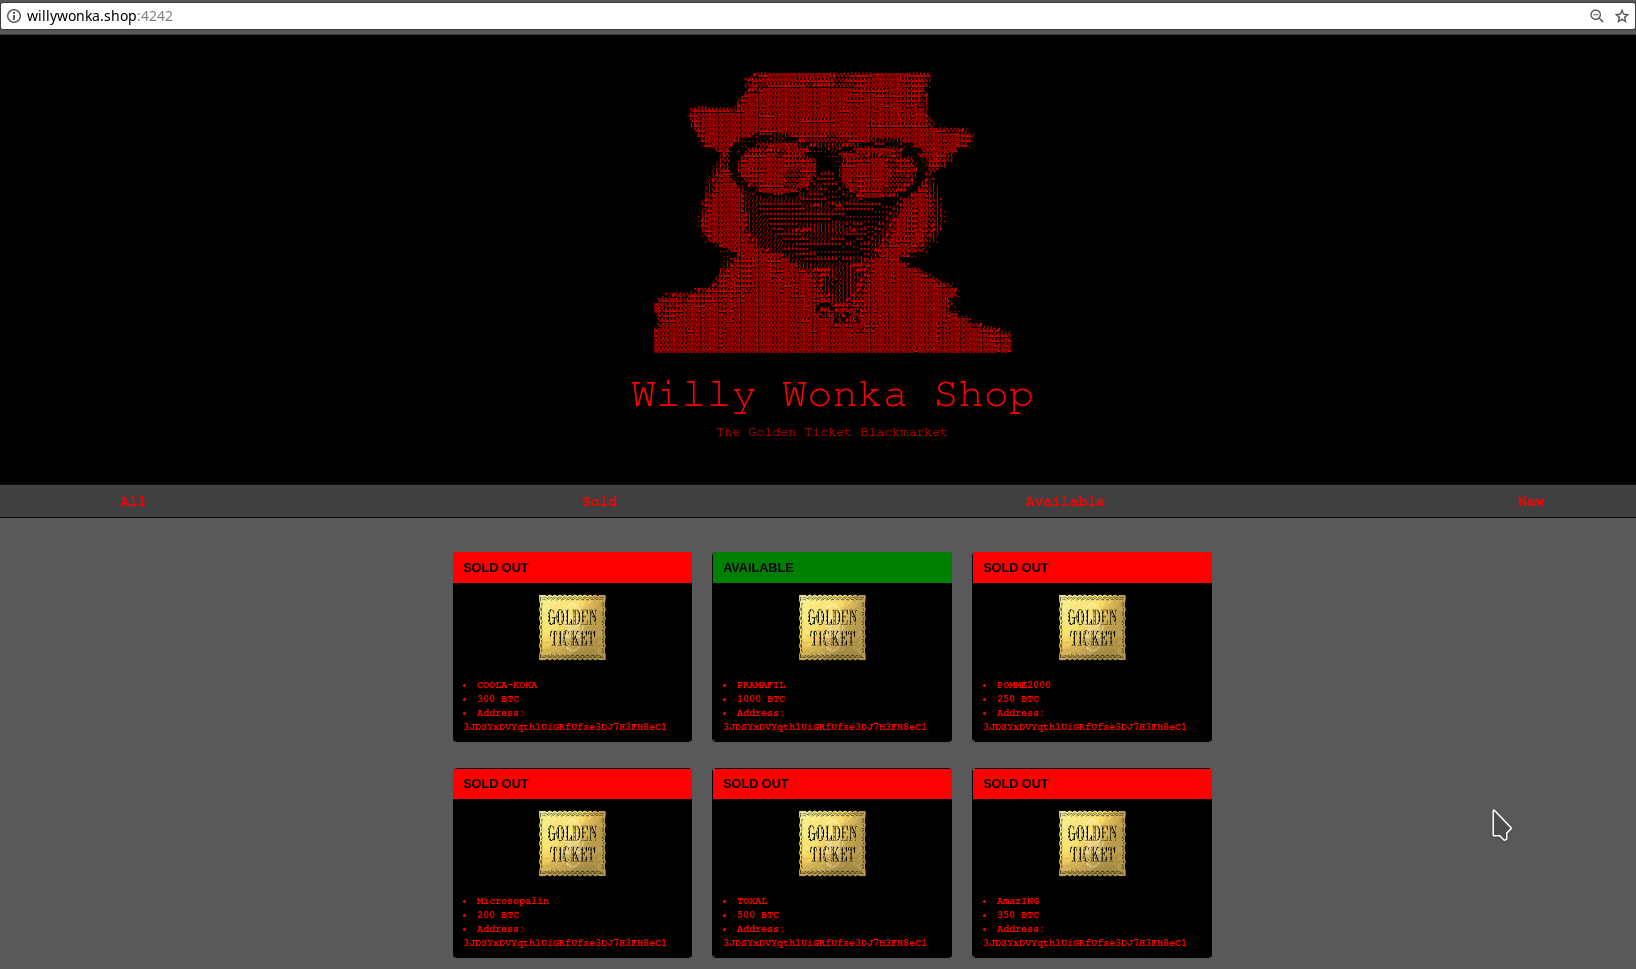 willywonka.shop:4242
Willy Wonka Shop
The Golden Ticket Blackmarket
All Sold Available New
SOLD OUT
GOLDEN
TICKET
COOLA-KOKA
300 BTC
Address:
3JDSYxDVYqth1UiGRfUfse3DJ7H3FH8eC1
AVAILABLE
GOLDEN
TICKET
PRAMAFIL
1000 BTC
Address:
3JDSYxDVYqth1UiGRfUfse3DJ7H3FH8eC1
SOLD OUT
GOLDEN
TICKET
POMME2000
250 BTC
Address:
3JDSYxDVYqth1UiGRfUfse3DJ7H3FH8eC1
SOLD OUT
GOLDEN
TICKET
Microsopalin
200 BTC
Address:
3JDSYxDVYqth1UiGRfUfse3DJ7H3FH8eC1
SOLD OUT
GOLDEN
TICKET
TOXAL
500 BTC
Address:
3JDSYxDVYqth1UiGRfUfse3DJ7H3FH8eC1
SOLD OUT
GOLDEN
TICKET
AmazING
350 BTC
Address:
3JDSYxDVYqth1UiGRfUfse3DJ7H3FH8eC1